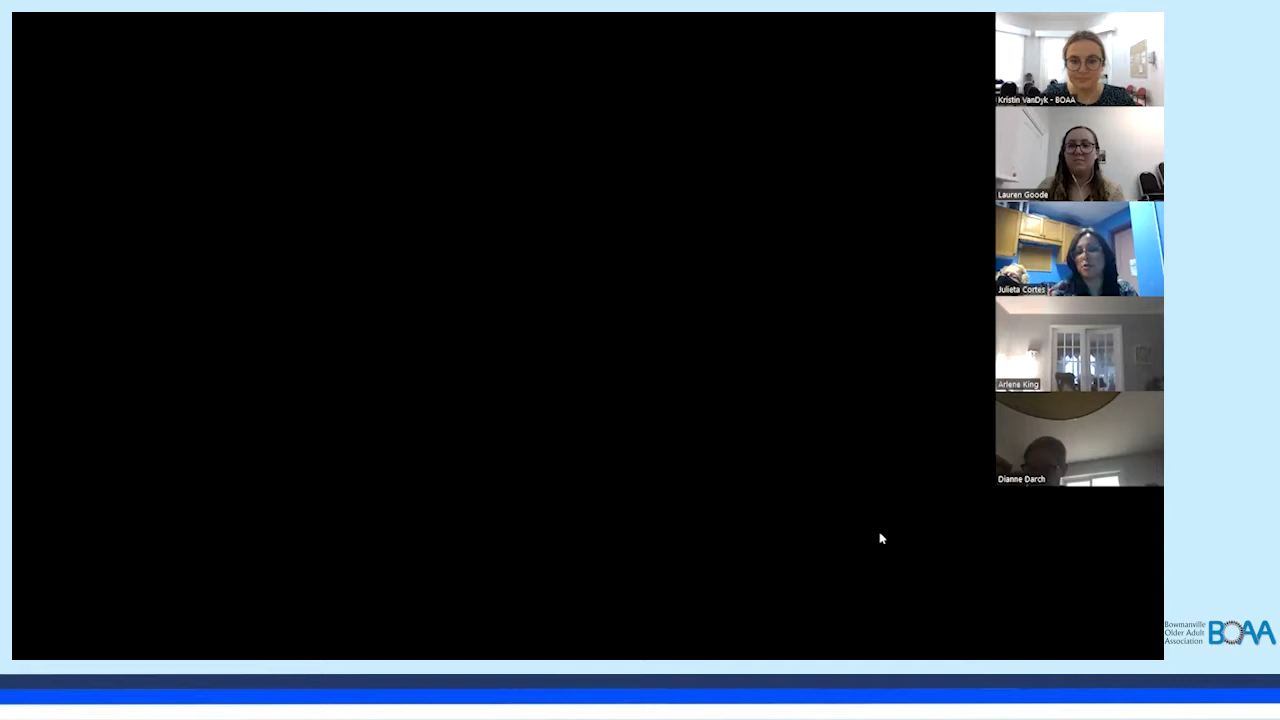 Kristin VanDyk - BOAA
Lauren Goode
Julieta Cortes
Arlene King
Dianne Darch
Bowmanville
Older Adult
Association
BOAA